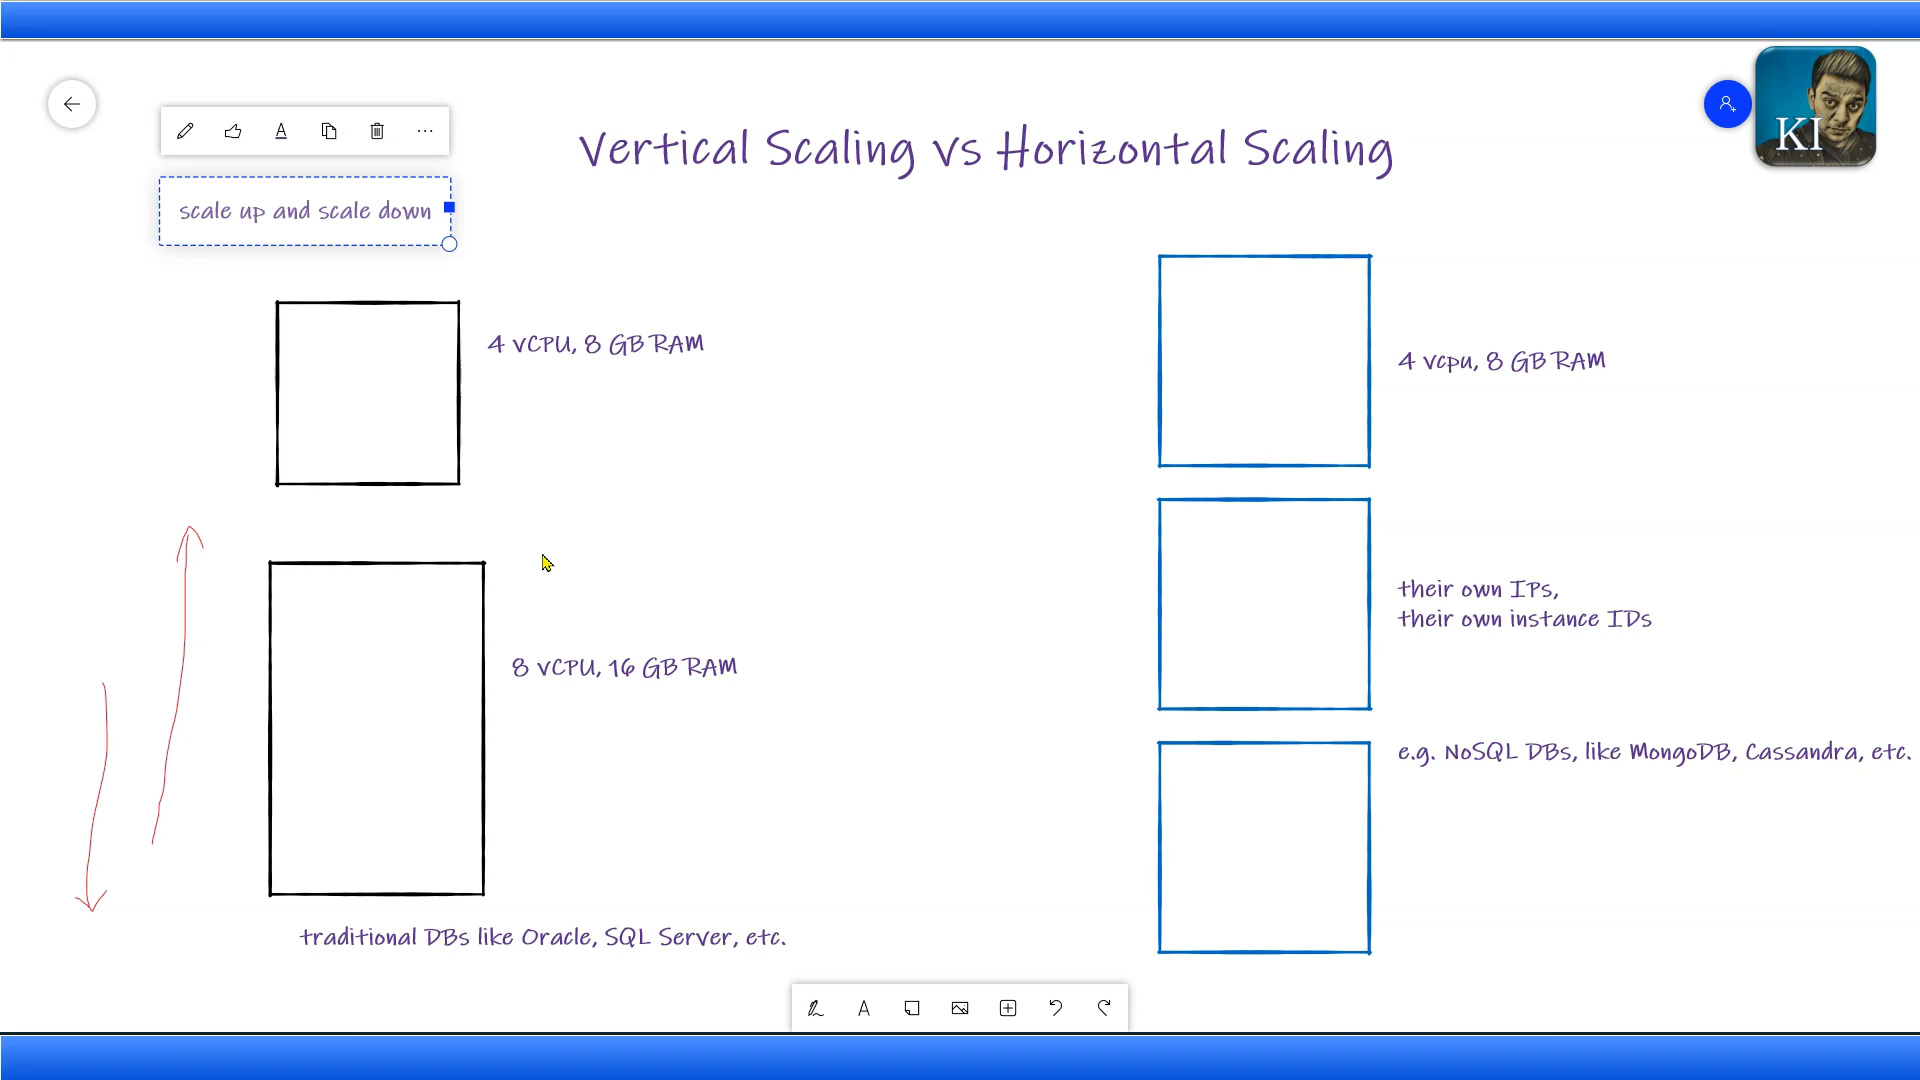 KI
Vertical Scaling vs Horizontal Scaling
scale up and scale down
4 vCPU, 8 GB RAM
4 vcpu, 8 GB RAM
their own IPs,
their own instance IDs
8 vCPU, 16 GB RAM
e.g. NoSQL DBs, like MongoDB, Cassandra, etc.
traditional DBs like Oracle, SQL Server, etc.